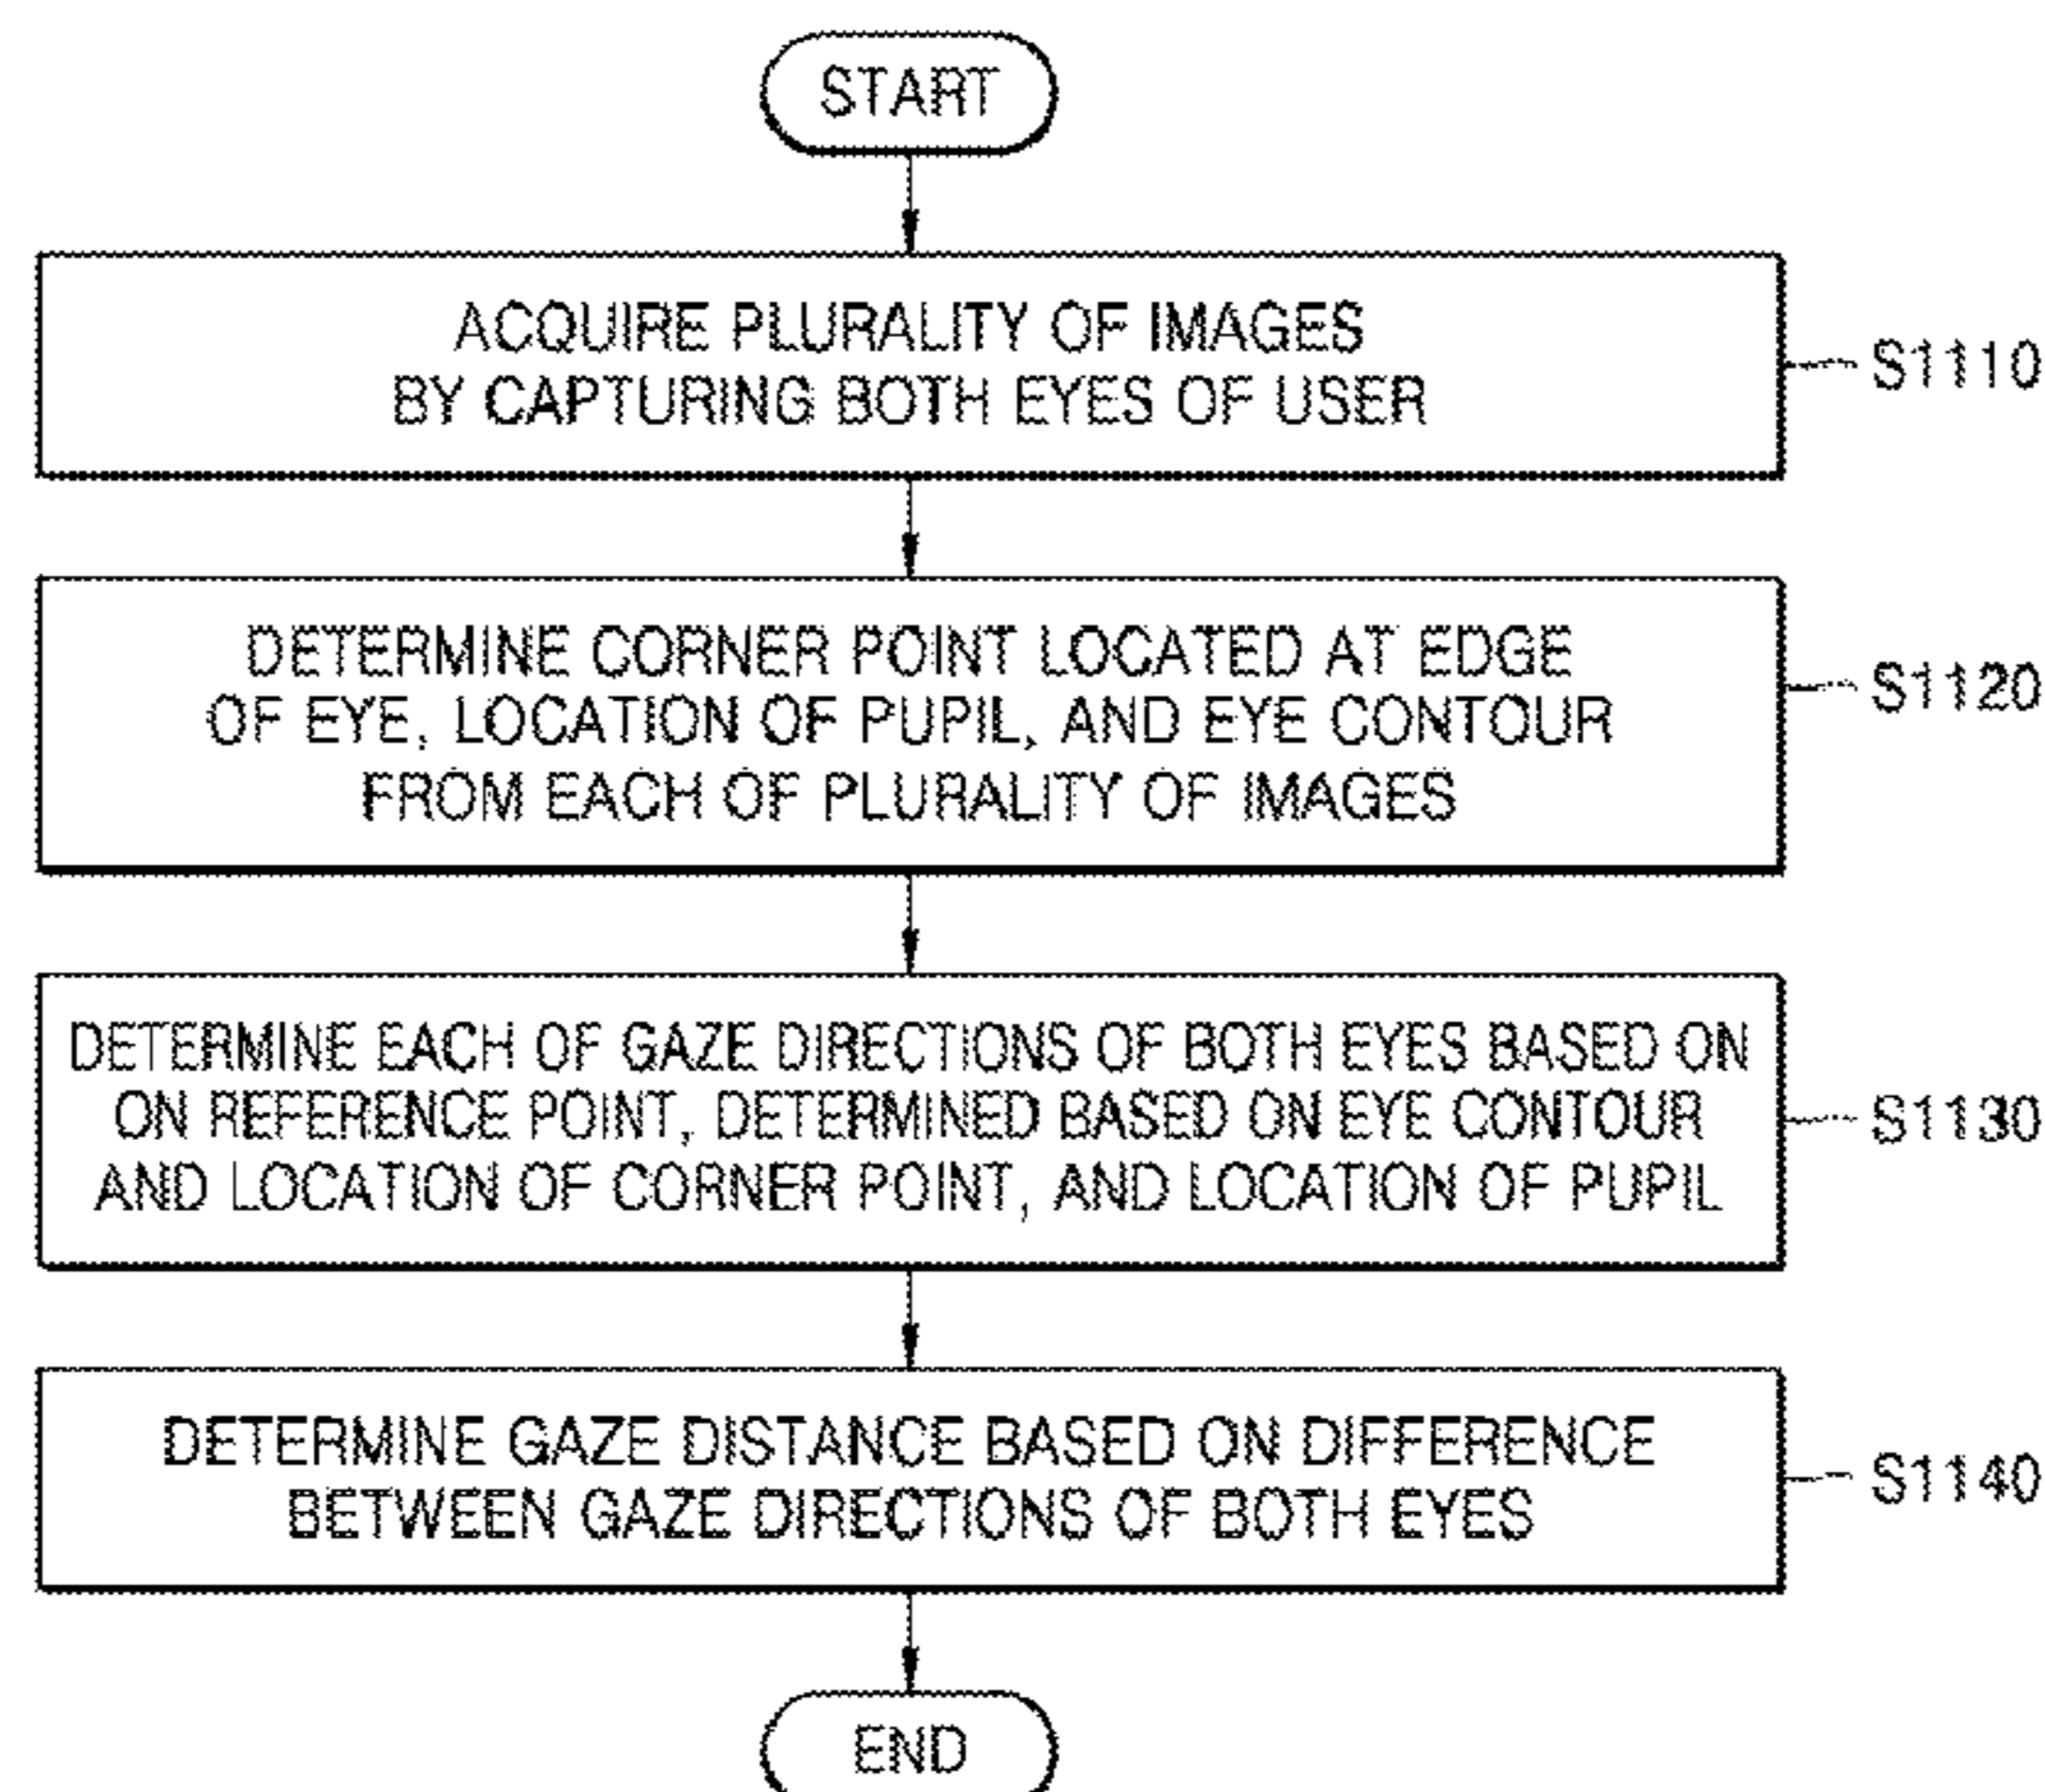 START
ACQUIRE PLURALITY OF IMAGES
BY CAPTURING BOTH EYES OF USER
S1110
DETERMINE CORNER POINT LOCATED AT EDGE
OF EYE, LOCATION OF PUPIL, AND EYE CONTOUR
FROM EACH OF PLURALITY OF IMAGES
S1120
DETERMINE EACH OF GAZE DIRECTIONS OF BOTH EYES BASED ON
ON REFERENCE POINT, DETERMINED BASED ON EYE CONTOUR
AND LOCATION OF CORNER POINT, AND LOCATION OF PUPIL
S1130
DETERMINE GAZE DISTANCE BASED ON DIFFERENCE
BETWEEN GAZE DIRECTIONS OF BOTH EYES
S1140
END